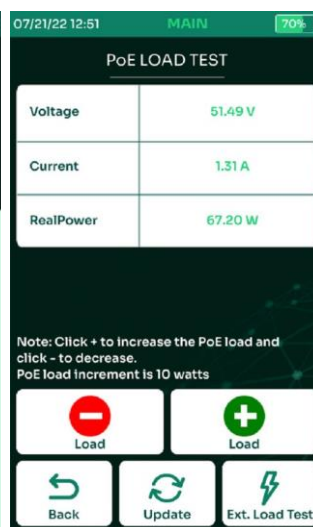 07/21/22 12:51 MAIN 70%
PoE LOAD TEST
Voltage 51.49 V
Current 1.31 A
RealPower 67.20 W
Note: Click + to increase the PoE load and
click - to decrease.
PoE load increment is 10 watts
Load Load
Back Update Ext. Load Test